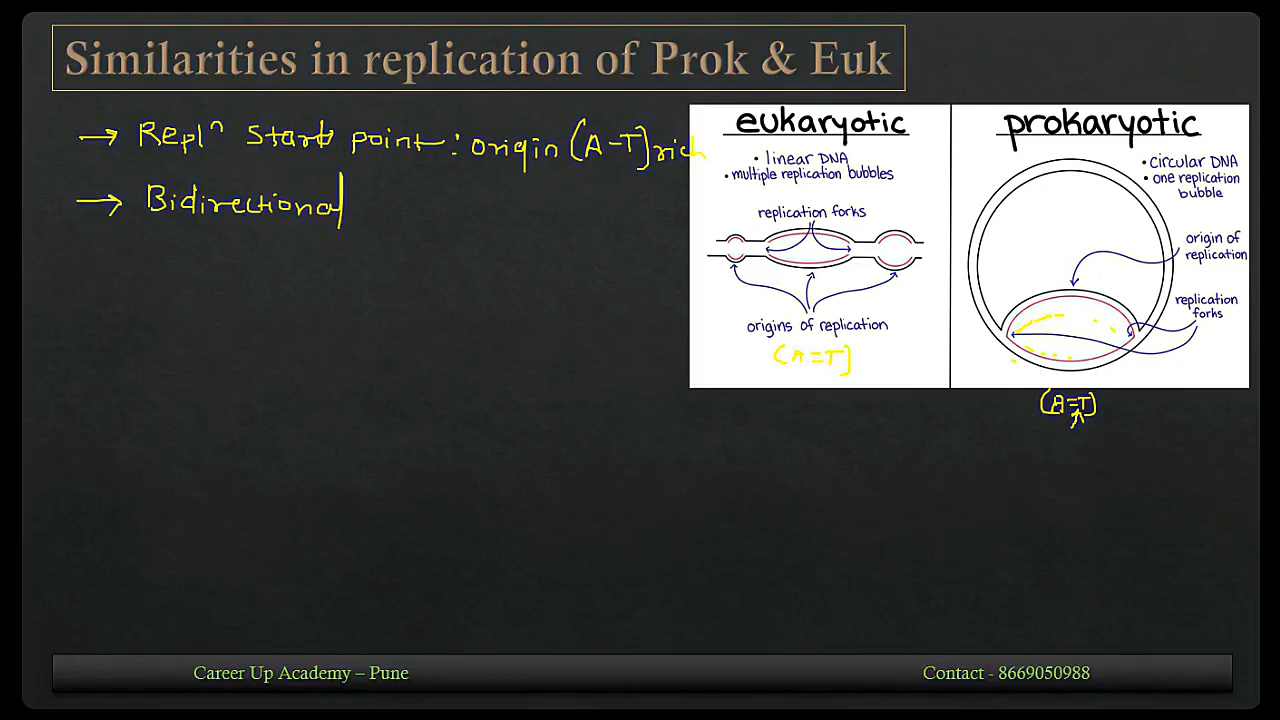 Similarities in replication of Prok & Euk
→ Replⁿ Starts point : origin (A-T] rich
→ Bidirectional
eukaryotic
• linear DNA
• multiple replication bubbles
replication forks
origins of replication
(A=T]
prokaryotic
• circular DNA
• one replication
bubble
origin of
replication
replication
forks
(A=T)
Career Up Academy – Pune
Contact - 8669050988